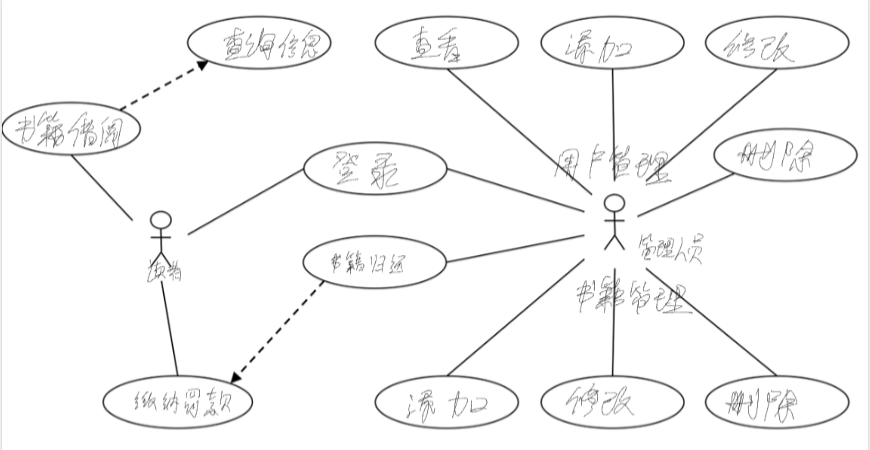 查询信息
查看
添加
修改
书籍借阅
登录
用户管理
删除
书籍归还
管理人员
读者
书籍管理
缴纳罚款
添加
修改
删除